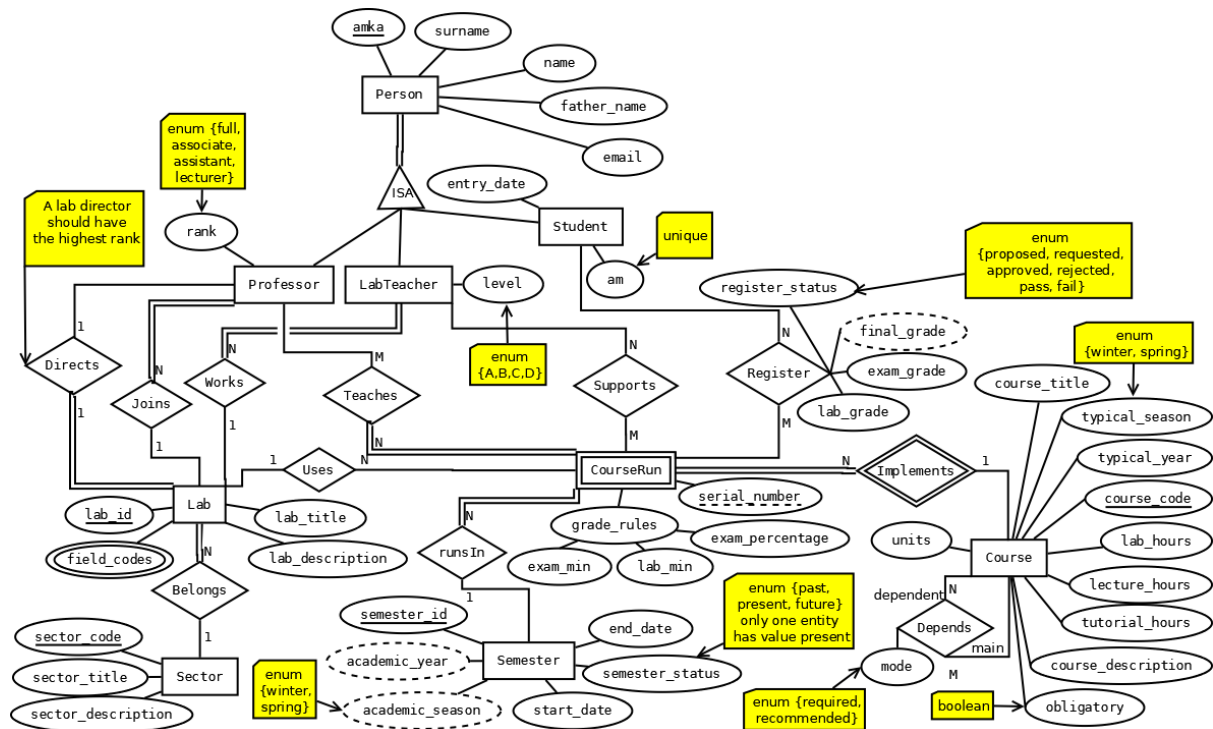 amka
surname
name
Person
father_name
email
enum {full,
associate,
assistant,
lecturer}
ISA
entry_date
A lab director
should have
the highest rank
rank
Student
unique
enum
{proposed, requested,
approved, rejected,
pass, fail}
Professor
LabTeacher
level
am
register_status
1
N
final_grade
enum
{winter, spring}
Directs
N
N
M
enum
{A,B,C,D}
N
Register
exam_grade
course_title
Joins
Works
Teaches
Supports
lab_grade
typical_season
1
1
1
N
M
M
typical_year
1
Uses
N
CourseRun
N
Implements
1
Lab
lab_id
lab_title
serial_number
course_code
field_codes
lab_description
N
grade_rules
exam_percentage
units
Course
lab_hours
N
runsIn
exam_min
lab_min
lecture_hours
Belongs
1
dependent
N
Depends
main
tutorial_hours
sector_code
1
semester_id
end_date
enum {past,
present, future}
only one entity
has value present
mode
M
course_description
sector_title
Sector
academic_year
Semester
semester_status
sector_description
enum
{winter,
spring}
academic_season
start_date
enum {required,
recommended}
boolean
obligatory